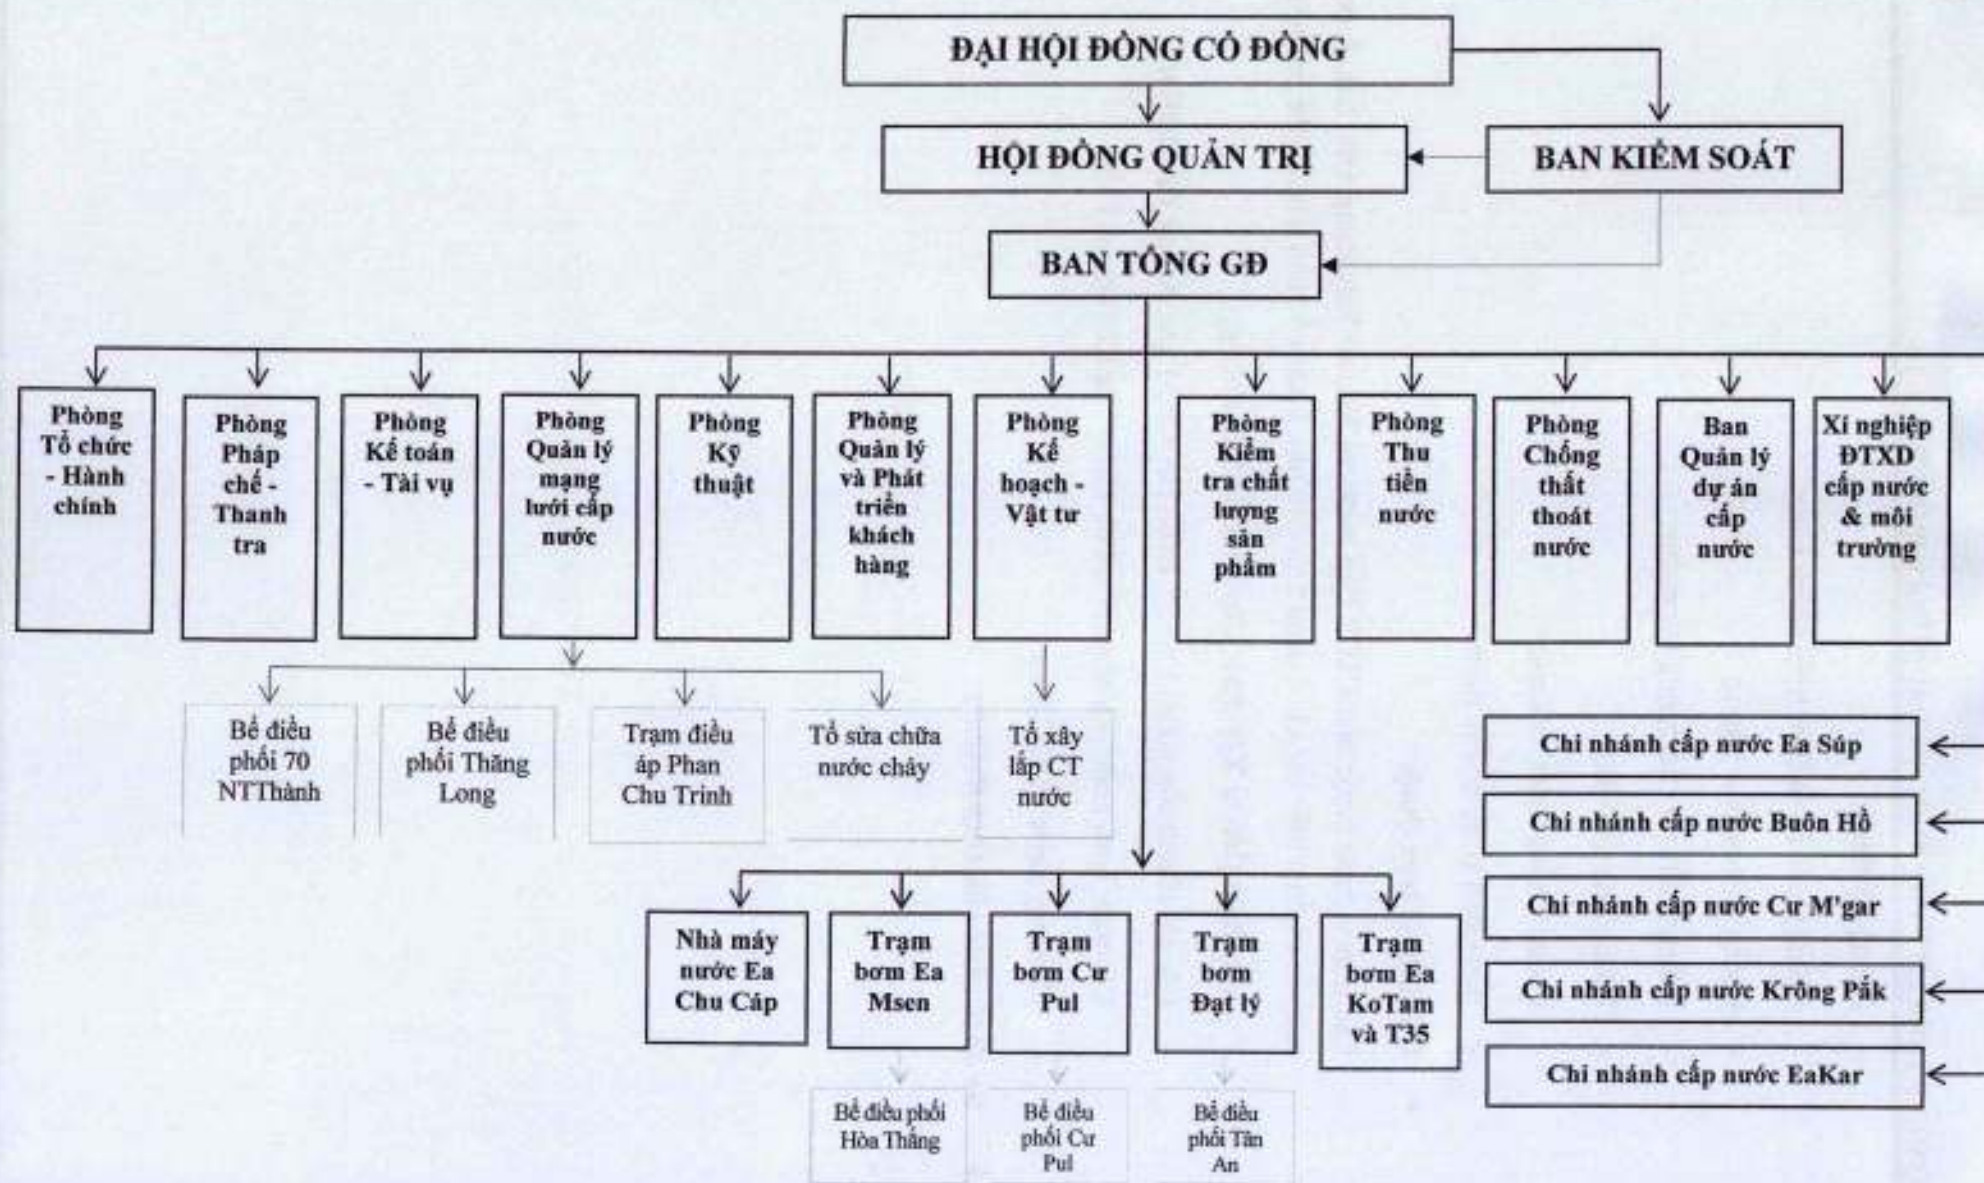 ĐẠI HỘI ĐỒNG CỔ ĐÔNG
HỘI ĐỒNG QUẢN TRỊ
BAN KIỂM SOÁT
BAN TỔNG GĐ
Phòng
Tổ chức
- Hành
chính
Phòng
Pháp
chế -
Thanh
tra
Phòng
Kế toán
- Tài vụ
Phòng
Quản lý
mạng
lưới cấp
nước
Phòng
Kỹ
thuật
Phòng
Quản lý
và Phát
triển
khách
hàng
Phòng
Kế
hoạch -
Vật tư
Phòng
Kiểm
tra chất
lượng
sản
phẩm
Phòng
Thu
tiền
nước
Phòng
Chống
thất
thoát
nước
Ban
Quản lý
dự án
cấp
nước
Xí nghiệp
ĐTXD
cấp nước
& môi
trường
Bể điều
phối 70
NTThành
Bể điều
phối Thăng
Long
Trạm điều
áp Phan
Chu Trinh
Tổ sửa chữa
nước chảy
Tổ xây
lắp CT
nước
Chi nhánh cấp nước Ea Súp
Chi nhánh cấp nước Buôn Hồ
Chi nhánh cấp nước Cư M'gar
Chi nhánh cấp nước Krông Pắk
Chi nhánh cấp nước EaKar
Nhà máy
nước Ea
Chu Cáp
Trạm
bơm Ea
Msen
Trạm
bơm Cư
Pul
Trạm
bơm
Đạt lý
Trạm
bơm Ea
KoTam
và T35
Bể điều phối
Hòa Thắng
Bể điều
phối Cư
Pul
Bể điều
phối Tân
An